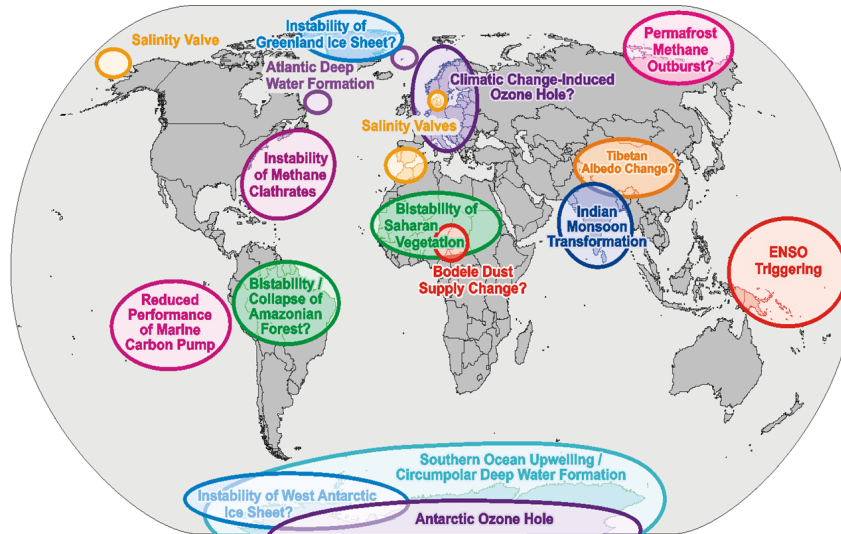 Salinity Valve
Instability of
Greenland Ice Sheet?
Permafrost
Methane
Outburst?
Atlantic Deep
Water Formation
Climatic Change-Induced
Ozone Hole?
Salinity Valves
Instability
of Methane
Clathrates
Tibetan
Albedo Change?
Bistability of
Saharan
Vegetation
Indian
Monsoon
Transformation
ENSO
Triggering
Bodele Dust
Supply Change?
Bistability /
Collapse of
Amazonian
Forest?
Reduced
Performance
of Marine
Carbon Pump
Southern Ocean Upwelling /
Circumpolar Deep Water Formation
Instability of West Antarctic
Ice Sheet?
Antarctic Ozone Hole